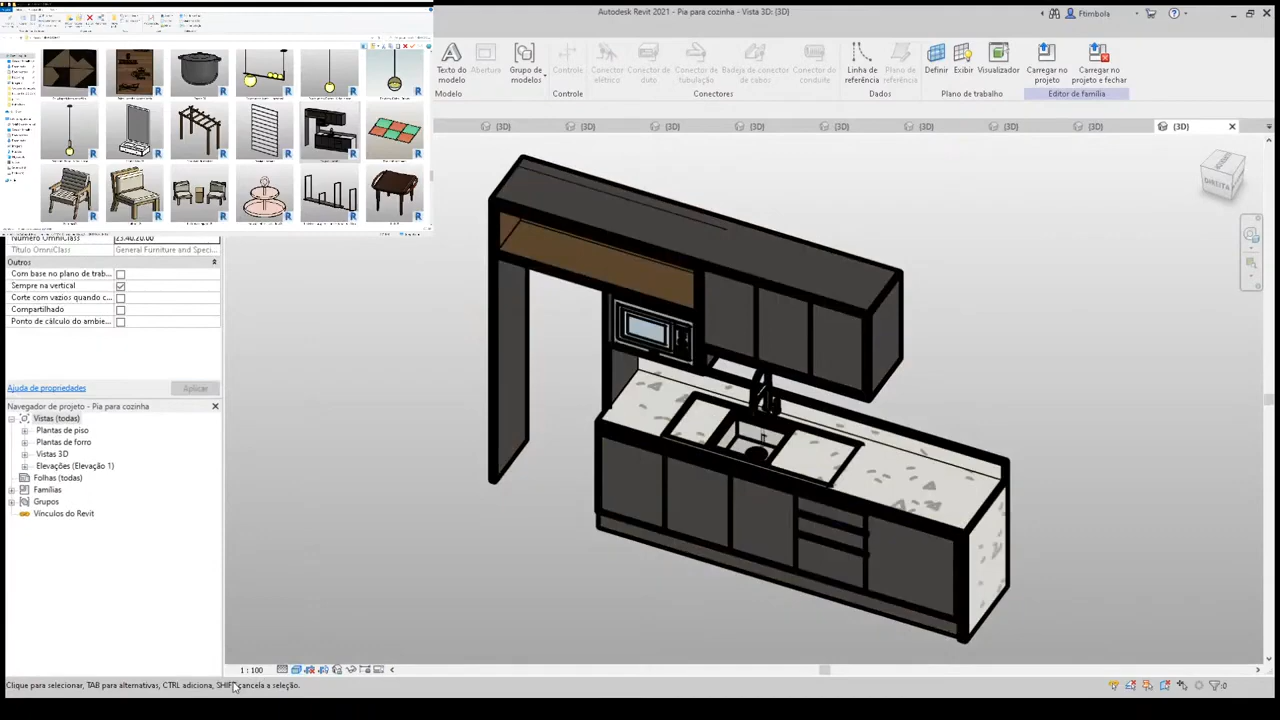 Autodesk Revit 2021 - Pia para cozinha - Vista 3D: {3D}
Ftimbola
Texto do modelo
Abertura
Grupo de modelos
Controle
Conector elétrico
Conector de duto
Conector de tubulação
Badeja de conector de cabos
Conector do conduite
Linha de referência
Plano de referência
Definir
Exibir
Visualizador
Carregar no projeto
Carregar no projeto e fechar
Modelo
Controle
Conectores
Dados
Plano de trabalho
Editor de família
{3D}
{3D}
{3D}
{3D}
{3D}
{3D}
{3D}
{3D}
{3D}
DIREITA
Número OmniClass
23.40.20.00
Título OmniClass
General Furniture and Speci...
Outros
Com base no plano de trab...
Sempre na vertical
Corte com vazios quando c...
Compartilhado
Ponto de cálculo do ambie...
Ajuda de propriedades
Aplicar
Navegador de projeto - Pia para cozinha
Vistas (todas)
Plantas de piso
Plantas de forro
Vistas 3D
Elevações (Elevação 1)
Folhas (todas)
Famílias
Grupos
Vínculos do Revit
1 : 100
Clique para selecionar, TAB para alternativas, CTRL adiciona, SHIFT cancela a seleção.
:0